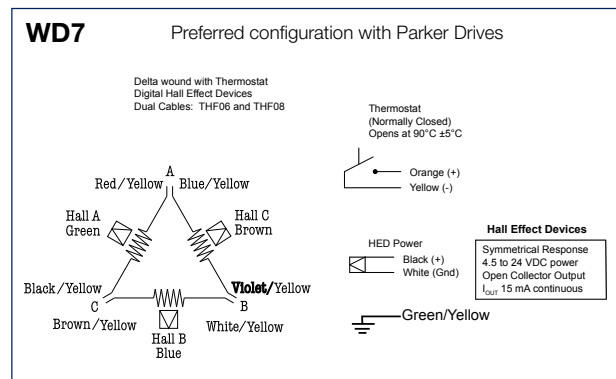 WD7
Preferred configuration with Parker Drives
Delta wound with Thermostat
Digital Hall Effect Devices
Dual Cables: THF06 and THF08
Thermostat
(Normally Closed)
Opens at 90°C ±5°C
Orange (+)
Yellow (-)
A
Red/Yellow
Blue/Yellow
Hall A
Green
Hall C
Brown
Black/Yellow
Violet/Yellow
C
B
Brown/Yellow
White/Yellow
Hall B
Blue
HED Power
Black (+)
White (Gnd)
Green/Yellow
Hall Effect Devices
Symmetrical Response
4.5 to 24 VDC power
Open Collector Output
IOUT 15 mA continuous